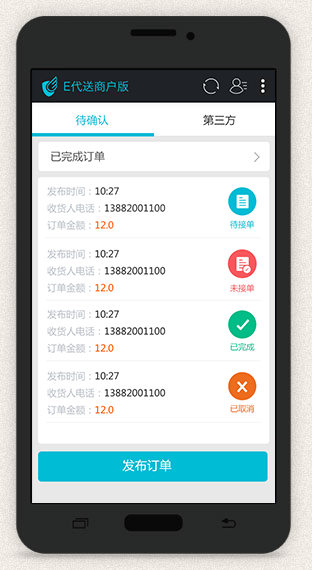 E代送商户版
待确认
第三方
已完成订单
发布时间：10:27
收货人电话：13882001100
订单金额：12.0
待接单
发布时间：10:27
收货人电话：13882001100
订单金额：12.0
未接单
发布时间：10:27
收货人电话：13882001100
订单金额：12.0
已完成
发布时间：10:27
收货人电话：13882001100
订单金额：12.0
已取消
发布订单